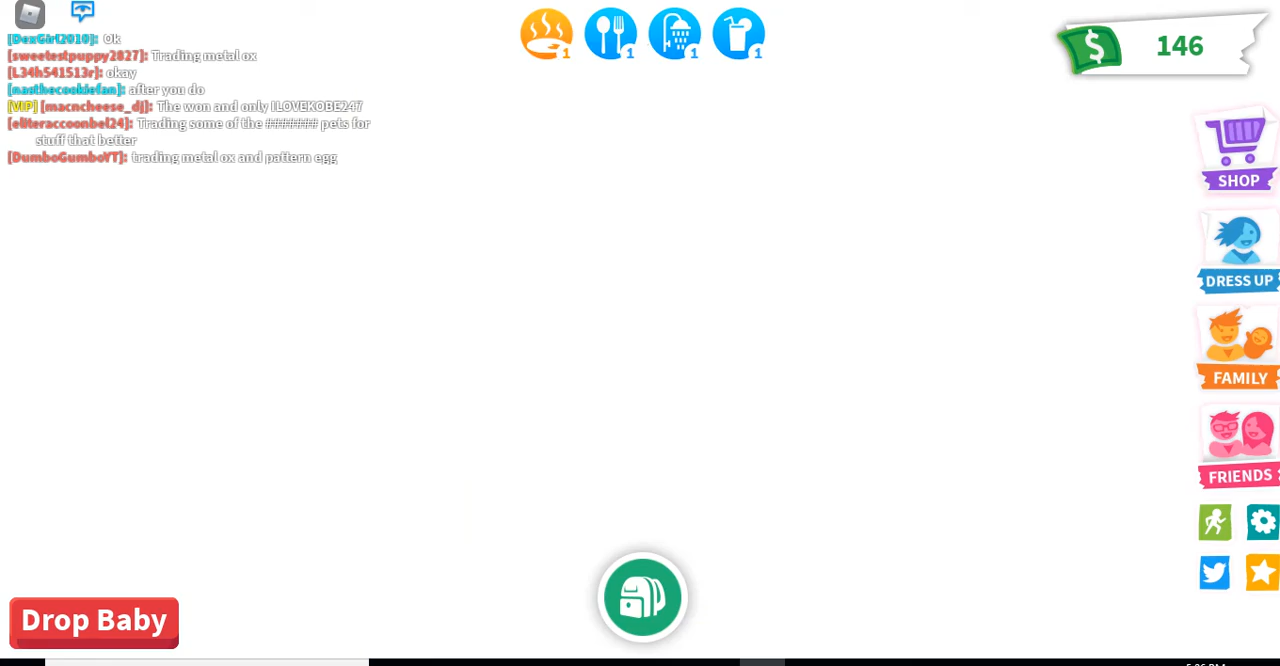 [DexGirl2010]: Ok
[sweetestpuppy2827]: Trading metal ox
[L34h541513r]: okay
[naothecookiefan]: after you do
[VIP] [macncheese_dj]: The won and only ILOVEKOBE247
[eliteraccoonbel24]: Trading some of the ####### pets for
stuff that better
[DumboGumboYT]: trading metal ox and pattern egg
1
1
1
1
$ 146
SHOP
DRESS UP
FAMILY
FRIENDS
Drop Baby